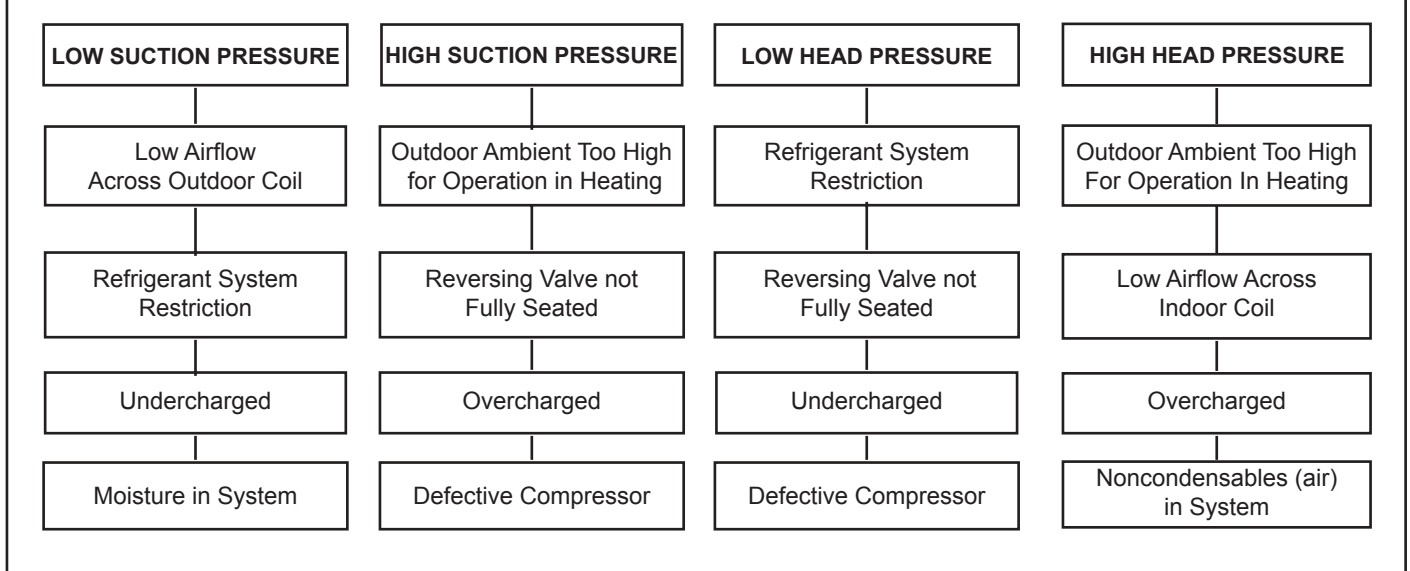 LOW SUCTION PRESSURE
Low Airflow
Across Outdoor Coil
Refrigerant System
Restriction
Undercharged
Moisture in System
HIGH SUCTION PRESSURE
Outdoor Ambient Too High
for Operation in Heating
Reversing Valve not
Fully Seated
Overcharged
Defective Compressor
LOW HEAD PRESSURE
Refrigerant System
Restriction
Reversing Valve not
Fully Seated
Undercharged
Defective Compressor
HIGH HEAD PRESSURE
Outdoor Ambient Too High
For Operation In Heating
Low Airflow Across
Indoor Coil
Overcharged
Noncondensables (air)
in System